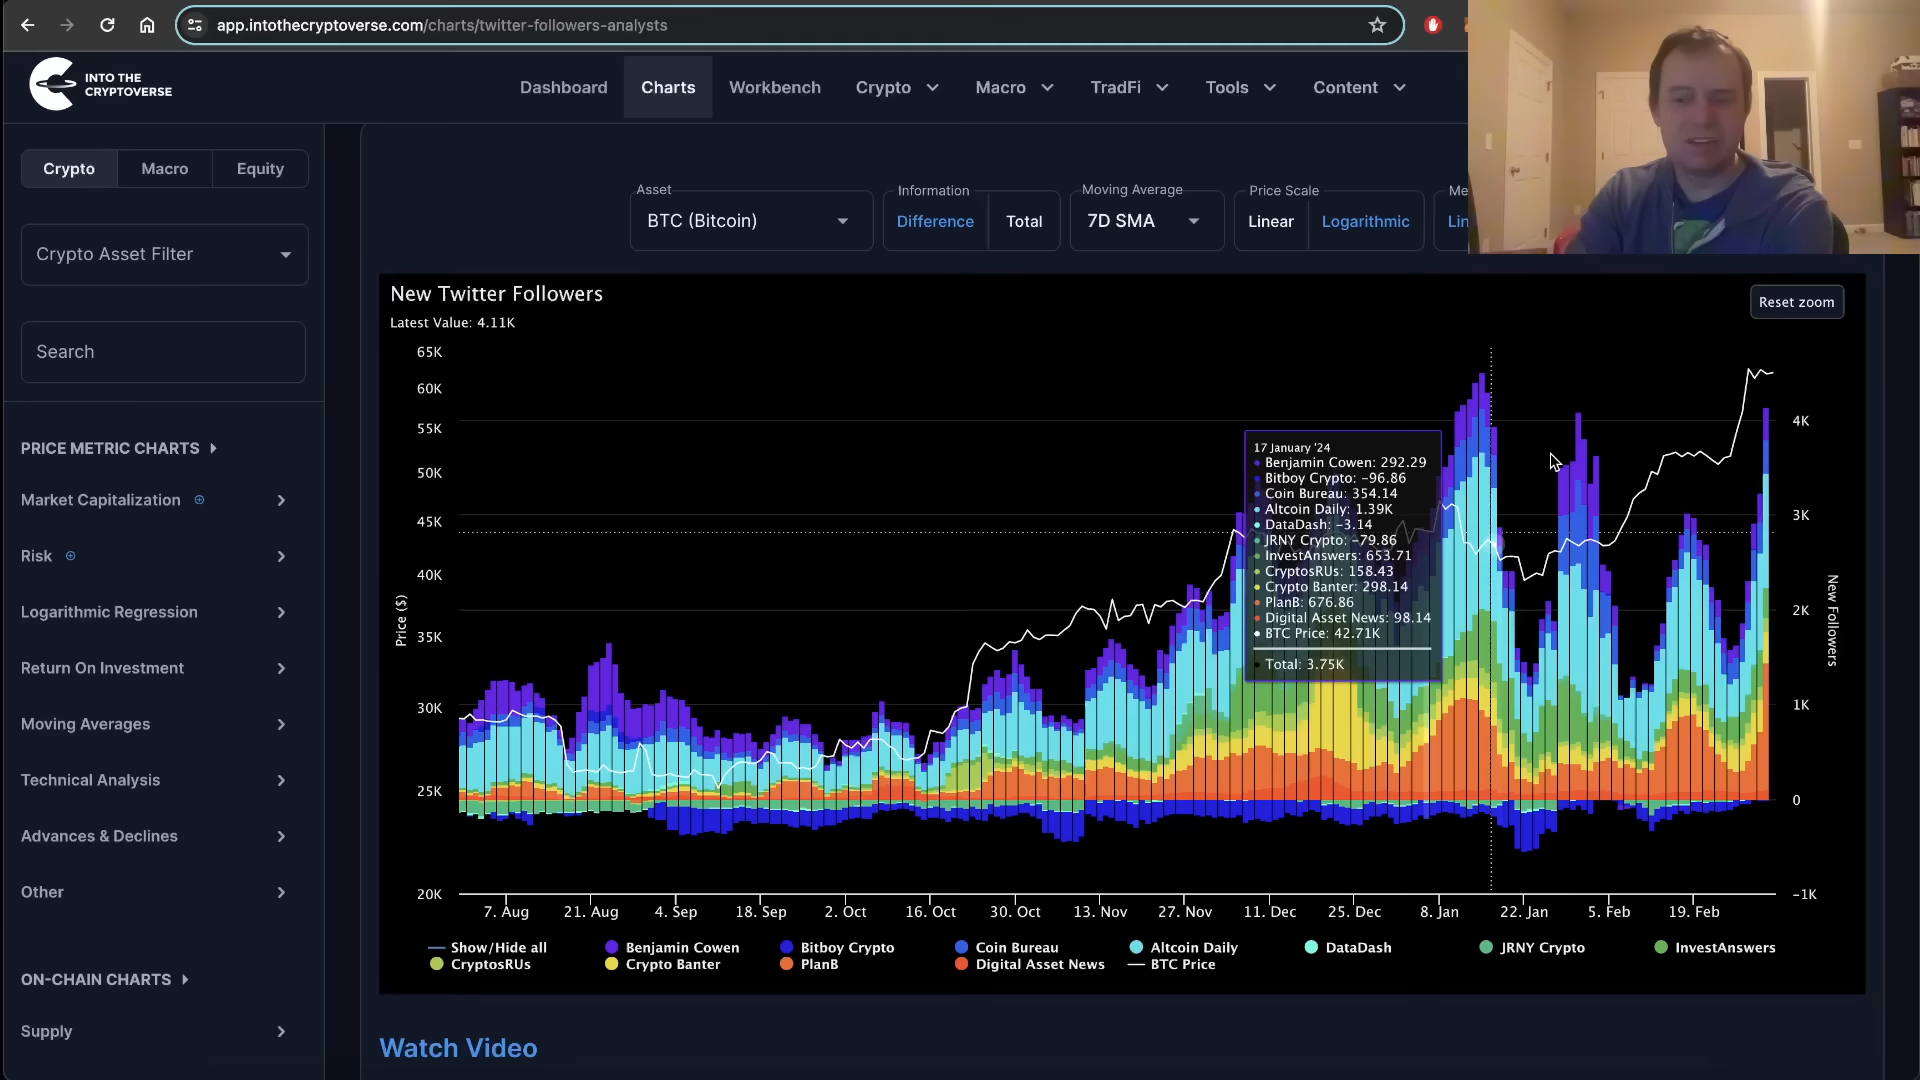 app.intothecryptoverse.com/charts/twitter-followers-analysts
INTO THE
CRYPTOVERSE
Dashboard
Charts
Workbench
Crypto
Macro
TradFi
Tools
Content
Crypto
Macro
Equity
Crypto Asset Filter
Search
PRICE METRIC CHARTS
Market Capitalization
Risk
Logarithmic Regression
Return On Investment
Moving Averages
Technical Analysis
Advances & Declines
Other
ON-CHAIN CHARTS
Supply
Asset
BTC (Bitcoin)
Information
Difference
Total
Moving Average
7D SMA
Price Scale
Linear
Logarithmic
Me
Lin
New Twitter Followers
Latest Value: 4.11K
Reset zoom
65K
60K
55K
50K
45K
40K
35K
30K
25K
20K
Price ($)
4K
3K
2K
1K
0
-1K
New Followers
17 January '24
Benjamin Cowen: 292.29
Bitboy Crypto: -96.86
Coin Bureau: 354.14
Altcoin Daily: 1.39K
DataDash: -3.14
JRNY Crypto: -79.86
InvestAnswers: 653.71
CryptosRUs: 158.43
Crypto Banter: 298.14
PlanB: 676.86
Digital Asset News: 98.14
BTC Price: 42.71K
Total: 3.75K
7. Aug
21. Aug
4. Sep
18. Sep
2. Oct
16. Oct
30. Oct
13. Nov
27. Nov
11. Dec
25. Dec
8. Jan
22. Jan
5. Feb
19. Feb
Show/Hide all
Benjamin Cowen
Bitboy Crypto
Coin Bureau
Altcoin Daily
DataDash
JRNY Crypto
InvestAnswers
CryptosRUs
Crypto Banter
PlanB
Digital Asset News
BTC Price
Watch Video